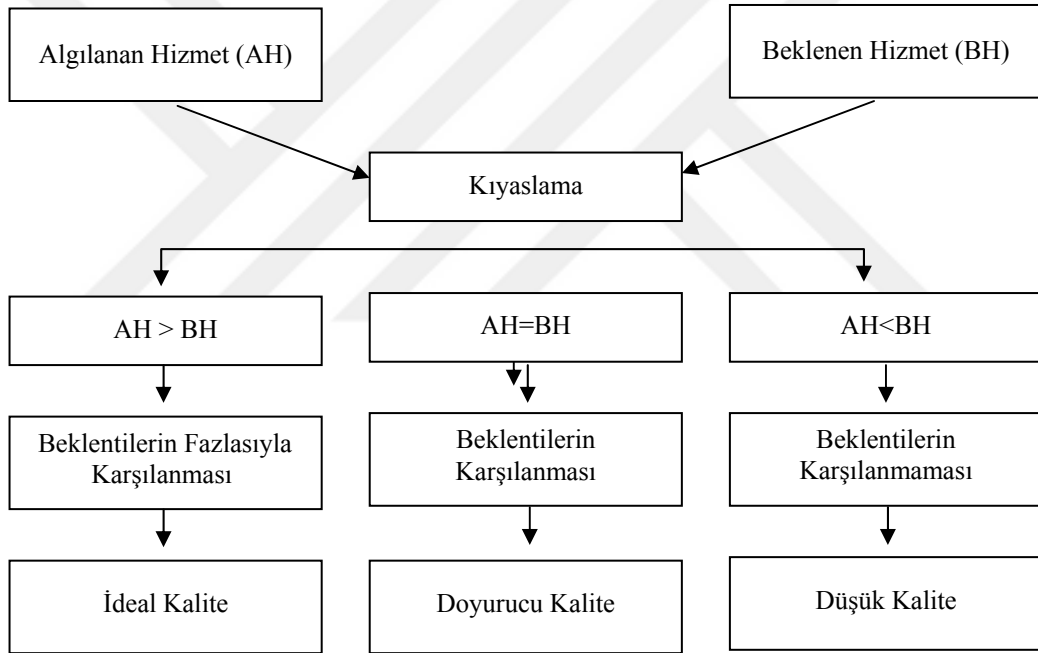 Algılanan Hizmet (AH)
Beklenen Hizmet (BH)
Kıyaslama
AH > BH
AH=BH
AH<BH
Beklentilerin Fazlasıyla
Karşılanması
Beklentilerin
Karşılanması
Beklentilerin
Karşılanmaması
İdeal Kalite
Doyurucu Kalite
Düşük Kalite